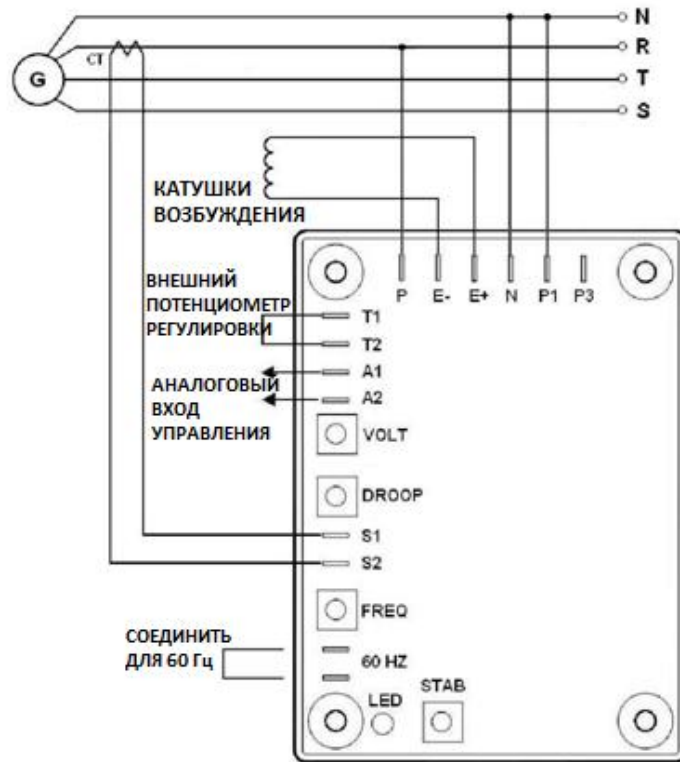 N
R
T
S
CT
G
КАТУШКИ
ВОЗБУЖДЕНИЯ
P E- E+ N P1 P3
ВНЕШНИЙ
ПОТЕНЦИОМЕТР
РЕГУЛИРОВКИ
T1
T2
A1
A2
АНАЛОГОВЫЙ
ВХОД
УПРАВЛЕНИЯ
VOLT
DROOP
S1
S2
FREQ
СОЕДИНИТЬ
ДЛЯ 60 Гц
60 HZ
LED
STAB